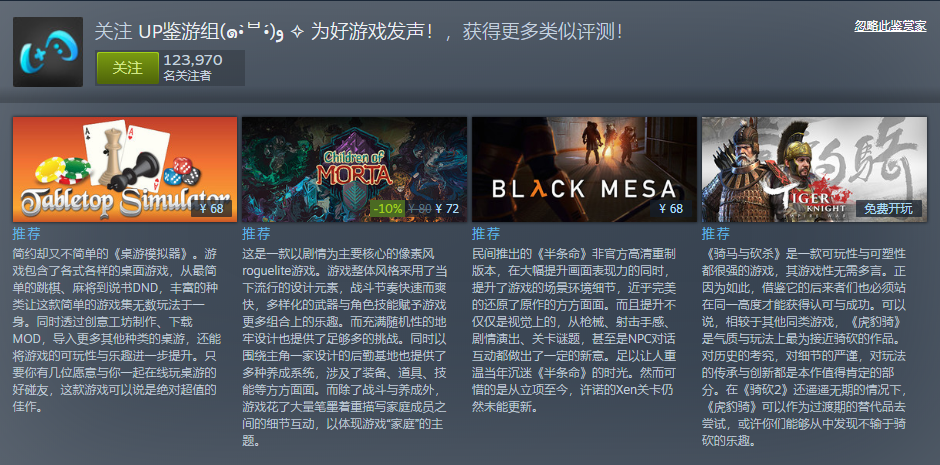 关注 UP鉴游组(๑•̀ㅂ•́)و ✧ 为好游戏发声！，获得更多类似评测！
忽略此鉴赏家
关注
123,970
名关注者
Tabletop Simulator
¥ 68
Children of
MORTA
-10% ¥ 80 ¥ 72
BLACK MESA
¥ 68
虎豹骑
TIGER
KNIGHT
EMPIRE WAR
免费开玩
推荐
简约却又不简单的《桌游模拟器》。游
戏包含了各式各样的桌面游戏，从最简
单的跳棋、麻将到说书DND，丰富的种
类让这款简单的游戏集无数玩法于一
身。同时透过创意工坊制作、下载
MOD，导入更多其他种类的桌游，还能
将游戏的可玩性与乐趣进一步提升。只
要你有几位愿意与你一起在线玩桌游的
好碰友，这款游戏可以说是绝对超值的
佳作。
推荐
这是一款以剧情为主要核心的像素风
roguelite游戏。游戏整体风格采用了当
下流行的设计元素，战斗节奏快速而爽
快，多样化的武器与角色技能赋予游戏
更多组合上的乐趣。而充满随机性的地
牢设计也提供了足够多的挑战。同时以
围绕主角一家设计的后勤基地也提供了
多种养成系统，涉及了装备、道具、技
能等方方面面。而除了战斗与养成外，
游戏花了大量笔墨着重描写家庭成员之
间的细节互动，以体现游戏“家庭”的主
题。
推荐
民间推出的《半条命》非官方高清重制
版本，在大幅提升画面表现力的同时，
提升了游戏的场景环境细节，近乎完美
的还原了原作的方方面面。而且提升不
仅仅是视觉上的，从枪械、射击手感、
剧情演出、关卡谜题，甚至是NPC对话
互动都做出了一定的新意。足以让人重
温当年沉迷《半条命》的时光。然而可
惜的是从立项至今，许诺的Xen关卡仍
然未能更新。
推荐
《骑马与砍杀》是一款可玩性与可塑性
都很强的游戏，其游戏性无需多言。正
因为如此，借鉴它的后来者们也必须站
在同一高度才能获得认可与成功。可以
说，相较于其他同类游戏，《虎豹骑》
是气质与玩法上最为接近骑砍的作品。
对历史的考究，对细节的严谨，对玩法
的传承与创新都是本作值得肯定的部
分。在《骑砍2》还遥遥无期的情况下，
《虎豹骑》可以作为过渡期的替代品去
尝试，或许你们能够从中发现不输于骑
砍的乐趣。